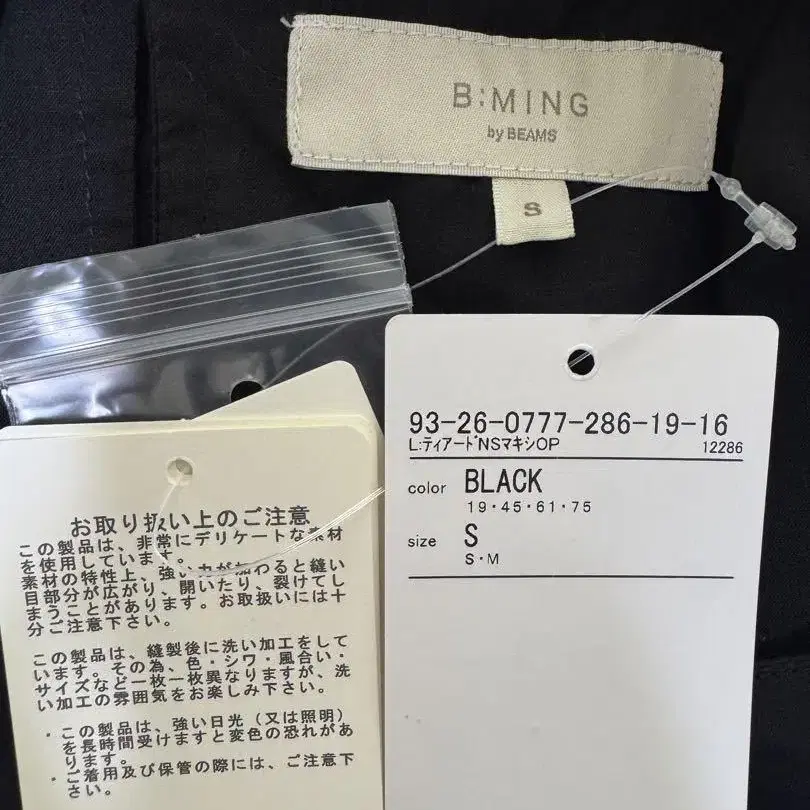 B:MING
by BEAMS
S
93-26-0777-286-19-16
L:ティアードNSマキシOP 12286
color BLACK
19・45・61・75
size S
S・M
お取り扱い上のご注意
この製品は、非常にデリケートな素材
を使用しています。
素材の特性上、強い力が加わると縫い
目部分が広がり、開いたり、裂けてし
まうことがあります。お取扱いには十
分ご注意下さい。
この製品は、縫製後に洗い加工をして
います。その為、色・シワ・風合い・
サイズなど一枚一枚異なりますが、洗
い加工の雰囲気をお楽しみ下さい。
・この製品は、強い日光（又は照明）
を長時間受けますと変色の恐れがあ
ります。
・ご着用及び保管の際には、ご注意下
さい。